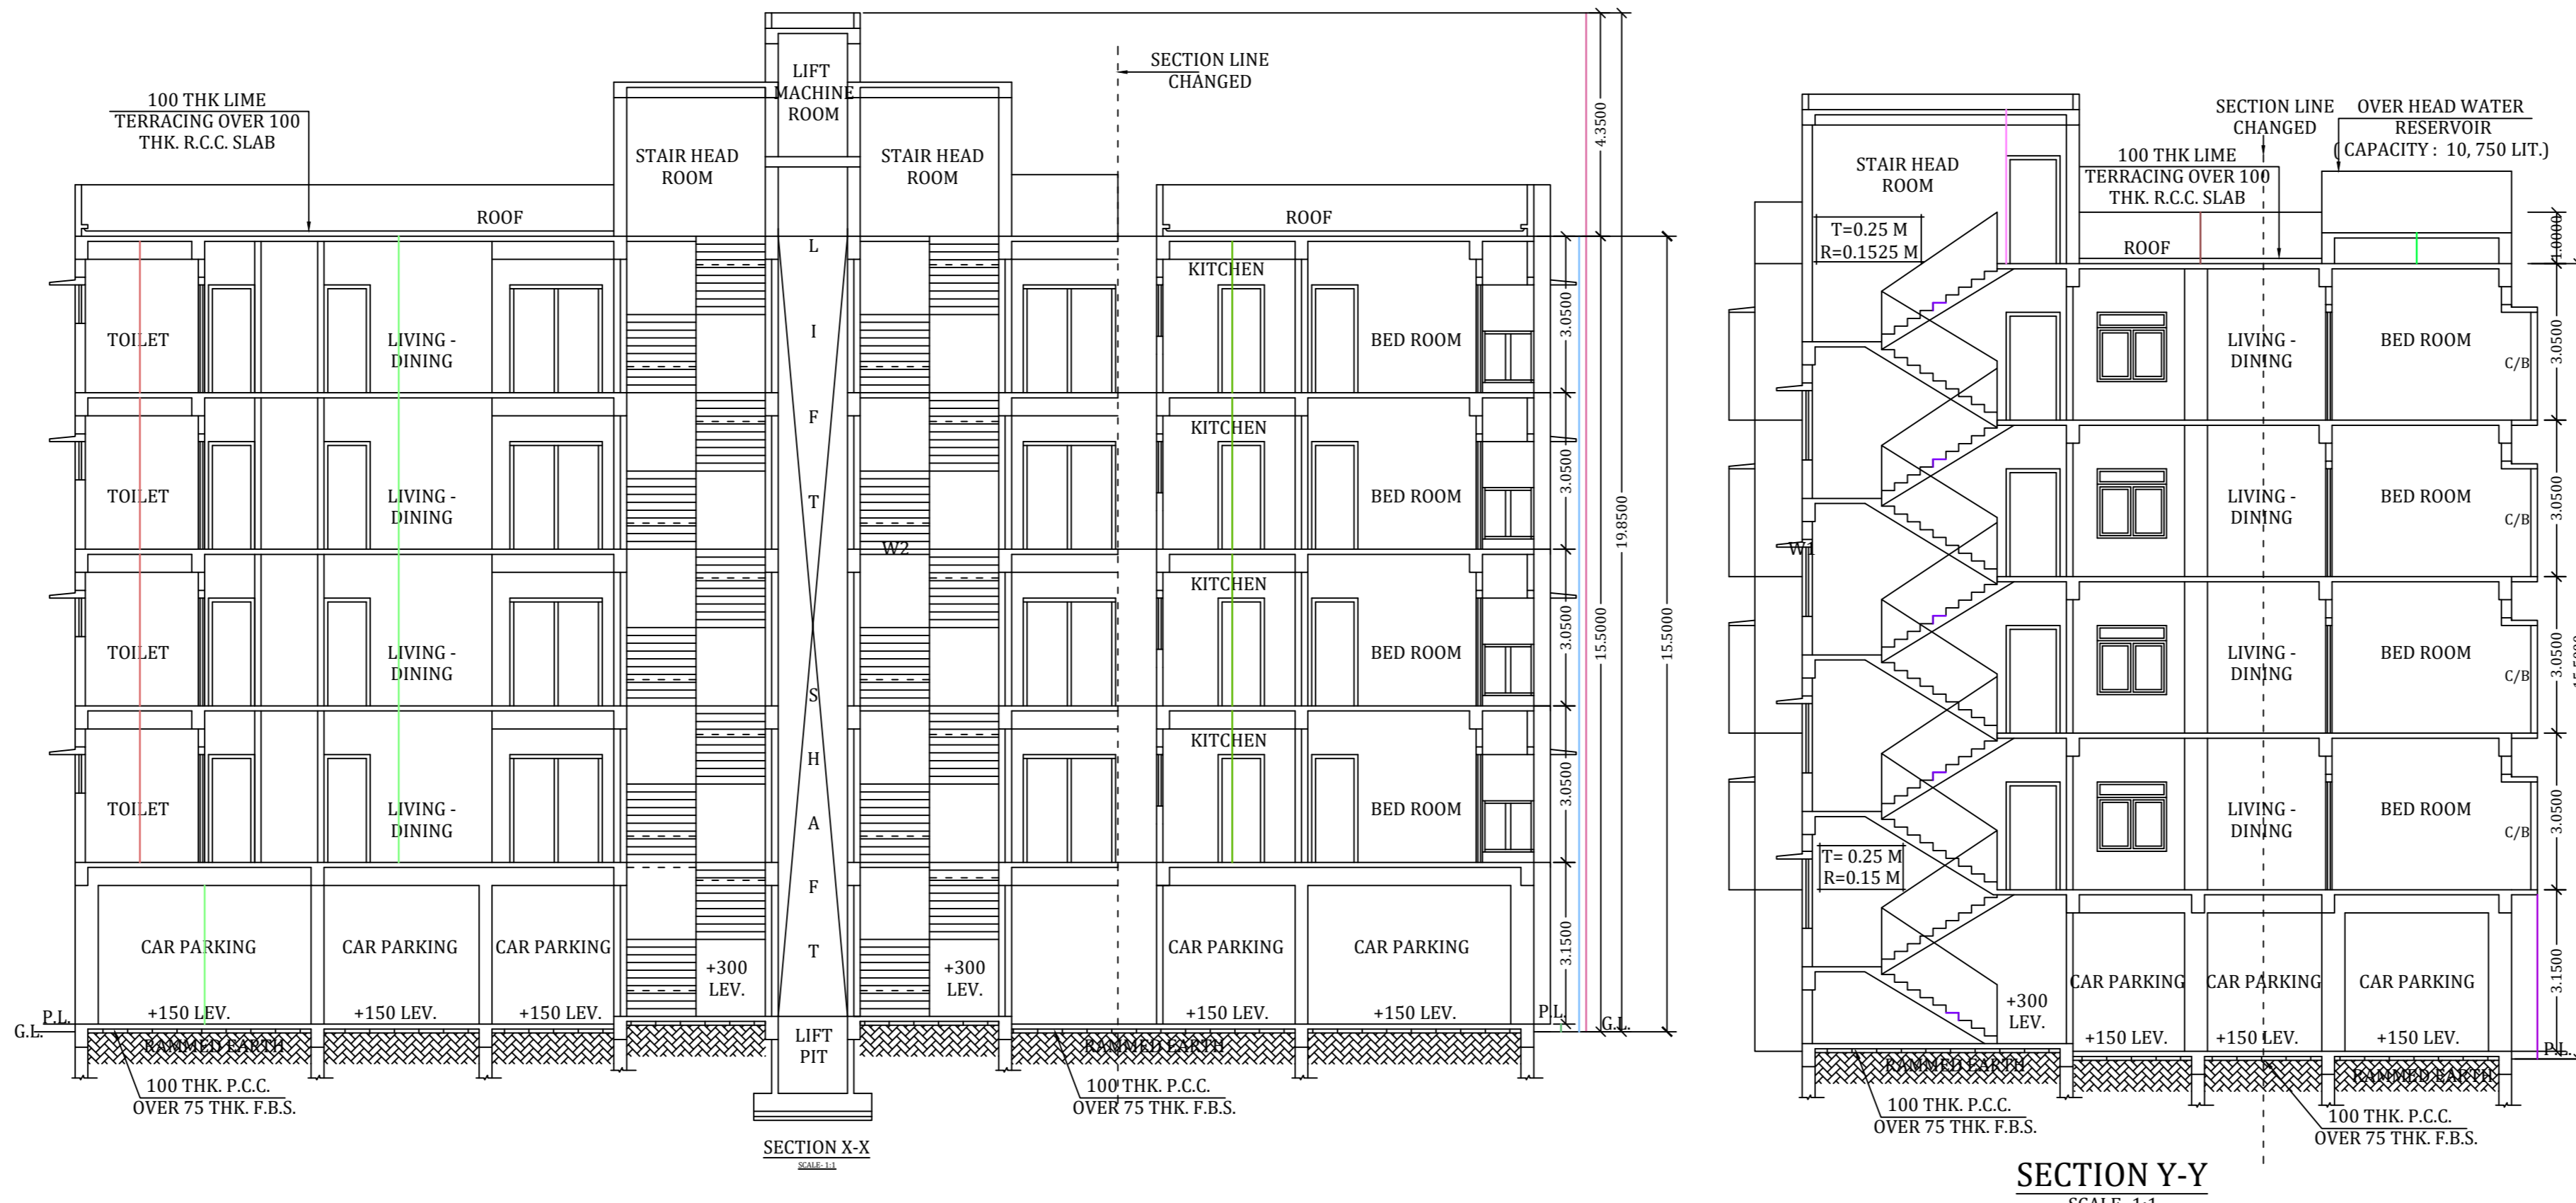 LIFT
MACHINE
ROOM
SECTION LINE
CHANGED
100 THK LIME
TERRACING OVER 100
THK. R.C.C. SLAB
STAIR HEAD
ROOM
STAIR HEAD
ROOM
ROOF
ROOF
L
I
F
T
S
H
A
F
T
KITCHEN
TOILET
LIVING -
DINING
BED ROOM
KITCHEN
TOILET
LIVING -
DINING
BED ROOM
W2
KITCHEN
TOILET
LIVING -
DINING
BED ROOM
KITCHEN
TOILET
LIVING -
DINING
BED ROOM
CAR PARKING
CAR PARKING
CAR PARKING
CAR PARKING
CAR PARKING
+300
LEV.
+300
LEV.
+150 LEV.
+150 LEV.
+150 LEV.
+150 LEV.
+150 LEV.
P.L.
G.L.
P.L.
G.L.
LIFT
PIT
RAMMED EARTH
RAMMED EARTH
100 THK. P.C.C.
OVER 75 THK. F.B.S.
100 THK. P.C.C.
OVER 75 THK. F.B.S.
4.3500
3.0500
3.0500
3.0500
3.0500
3.1500
15.5000
19.8500
15.5000
SECTION X-X
SCALE- 1:1
SECTION LINE
CHANGED
OVER HEAD WATER
RESERVOIR
( CAPACITY : 10, 750 LIT.)
100 THK LIME
TERRACING OVER 100
THK. R.C.C. SLAB
STAIR HEAD
ROOM
T=0.25 M
R=0.1525 M
ROOF
LIVING -
DINING
BED ROOM
C/B
LIVING -
DINING
BED ROOM
C/B
W1
LIVING -
DINING
BED ROOM
C/B
LIVING -
DINING
BED ROOM
C/B
T= 0.25 M
R=0.15 M
CAR PARKING
CAR PARKING
CAR PARKING
+300
LEV.
+150 LEV.
+150 LEV.
+150 LEV.
P.L.
RAMMED EARTH
RAMMED EARTH
100 THK. P.C.C.
OVER 75 THK. F.B.S.
100 THK. P.C.C.
OVER 75 THK. F.B.S.
1.0000
3.0500
3.0500
3.0500
3.0500
3.1500
SECTION Y-Y
SCALE- 1:1